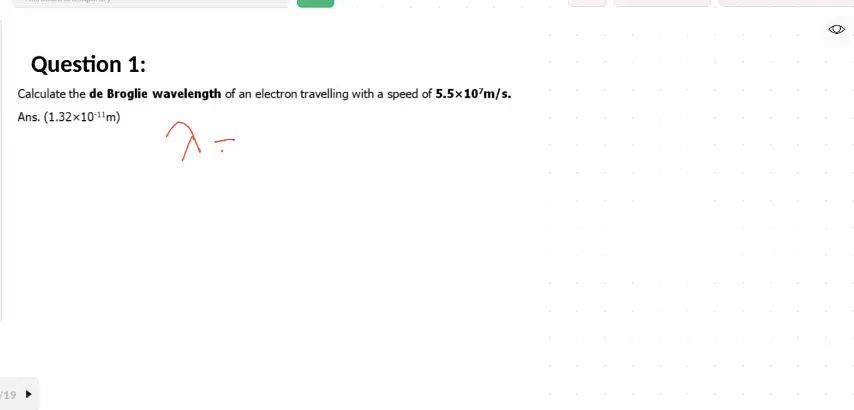 Question 1:
Calculate the de Broglie wavelength of an electron travelling with a speed of 5.5×10⁷m/s.
Ans. (1.32×10⁻¹¹m)
λ =
/19